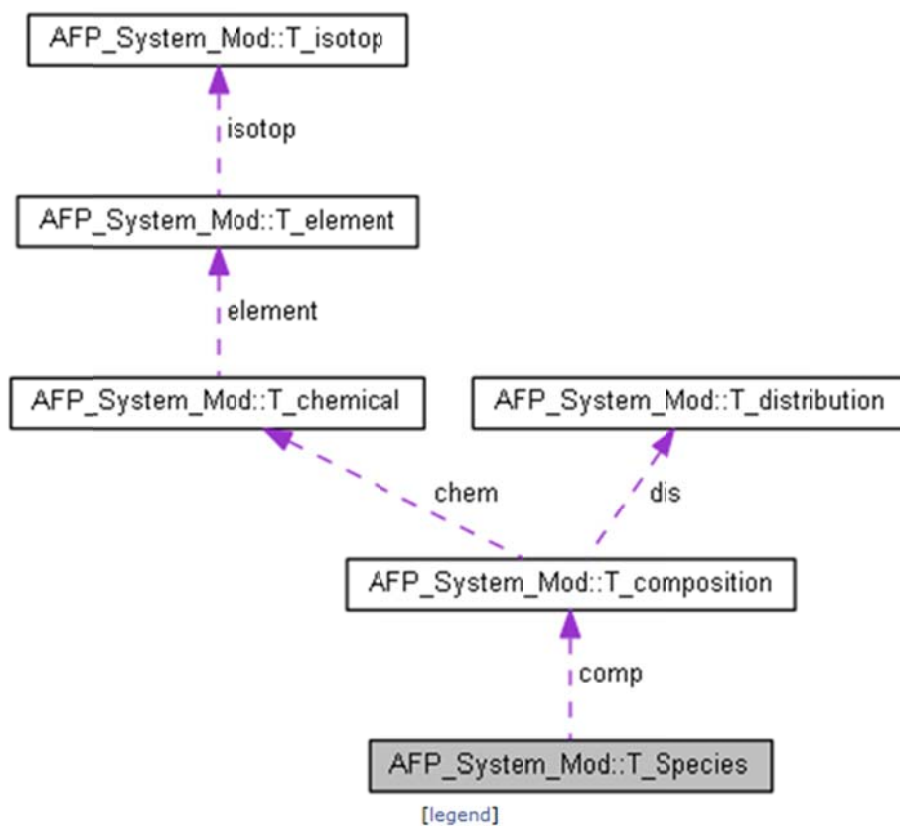 AFP_System_Mod::T_isotop
isotop
AFP_System_Mod::T_element
element
AFP_System_Mod::T_chemical
AFP_System_Mod::T_distribution
chem
dis
AFP_System_Mod::T_composition
comp
AFP_System_Mod::T_Species
[legend]